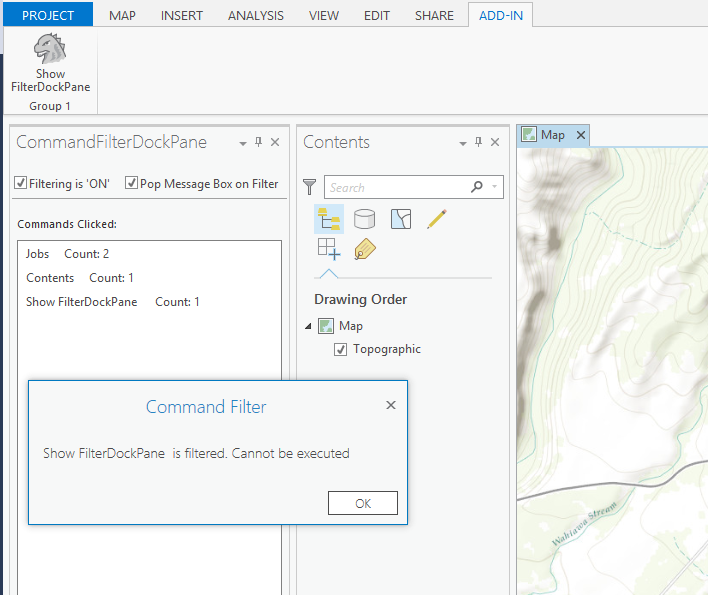 PROJECT MAP INSERT ANALYSIS VIEW EDIT SHARE ADD-IN
Show
FilterDockPane
Group 1
CommandFilterDockPane
Filtering is 'ON' Pop Message Box on Filter
Commands Clicked:
Jobs Count: 2
Contents Count: 1
Show FilterDockPane Count: 1
Contents
Search
Drawing Order
Map
Topographic
Map
Wahiawa Stream
Command Filter
Show FilterDockPane is filtered. Cannot be executed
OK